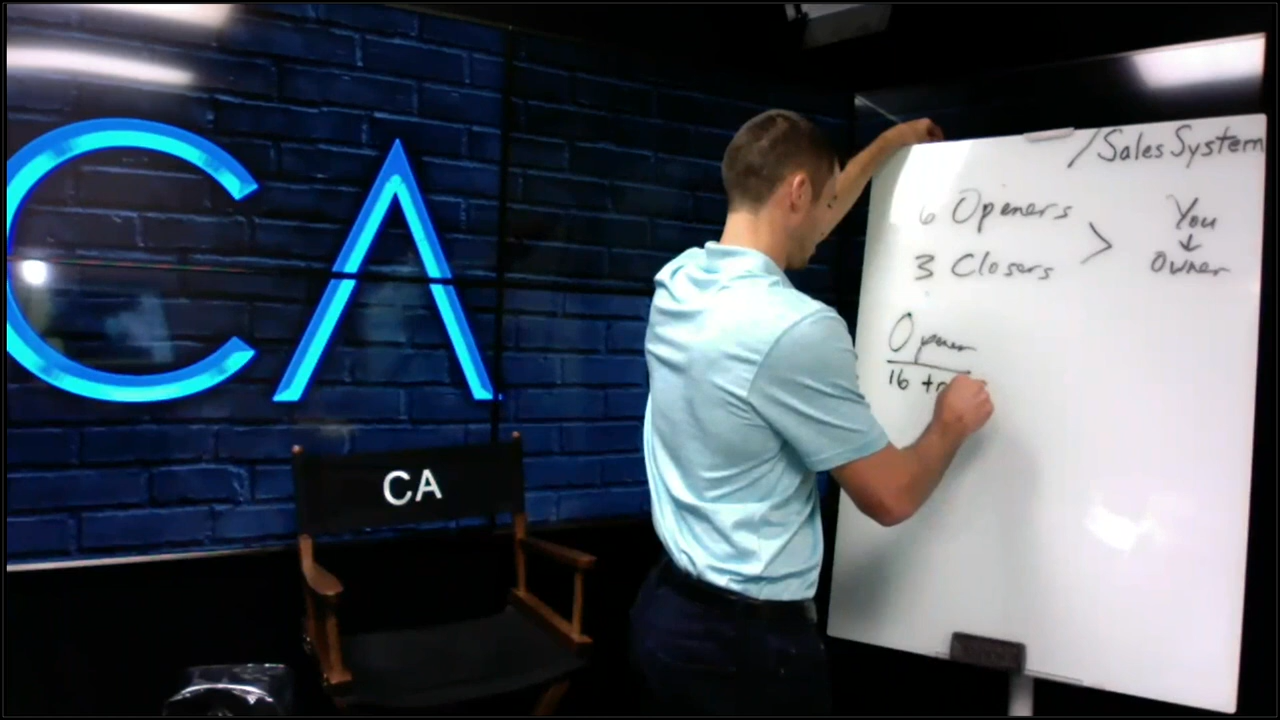 CA
CA
/Sales System
6 Openers
3 Closers
>
You
↓
Owner
Opener
16